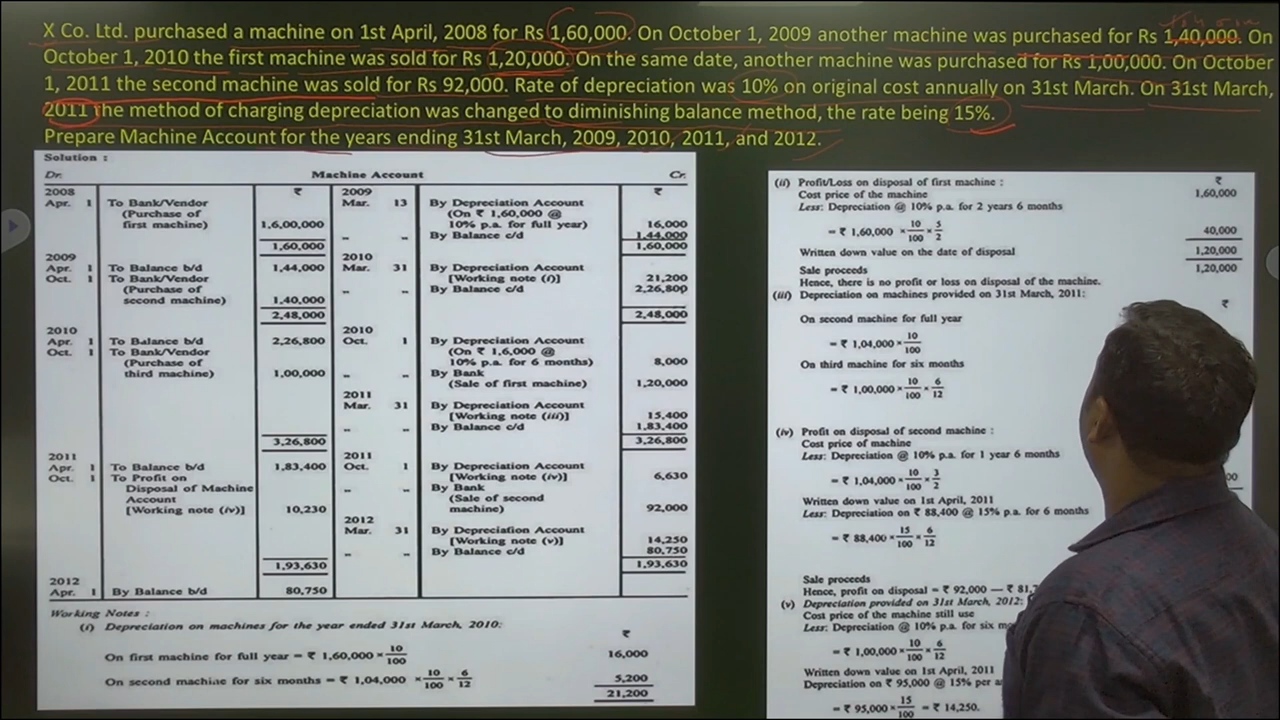 X Co. Ltd. purchased a machine on 1st April, 2008 for Rs 1,60,000. On October 1, 2009 another machine was purchased for Rs 1,40,000. On
October 1, 2010 the first machine was sold for Rs 1,20,000. On the same date, another machine was purchased for Rs 1,00,000. On October
1, 2011 the second machine was sold for Rs 92,000. Rate of depreciation was 10% on original cost annually on 31st March. On 31st March,
2011 the method of charging depreciation was changed to diminishing balance method, the rate being 15%.
Prepare Machine Account for the years ending 31st March, 2009, 2010, 2011, and 2012.
Solution :
Dr. Machine Account Cr.
2008 ₹ 2009 ₹
Apr. 1 To Bank/Vendor Mar. 13 By Depreciation Account
(Purchase of (On ₹ 1,60,000 @
first machine) 1,6,00,000 10% p.a. for full year) 16,000
" " By Balance c/d 1,44,000
1,60,000 1,60,000
2009 2010
Apr. 1 To Balance b/d 1,44,000 Mar. 31 By Depreciation Account
Oct. 1 To Bank/Vendor [Working note (i)] 21,200
(Purchase of " " By Balance c/d 2,26,800
second machine) 1,40,000
2,48,000 2,48,000
2010 2010
Apr. 1 To Balance b/d 2,26,800 Oct. 1 By Depreciation Account
Oct. 1 To Bank/Vendor (On ₹ 1,6,000 @
(Purchase of 10% p.a. for 6 months) 8,000
third machine) 1,00,000 " " By Bank
(Sale of first machine) 1,20,000
2011
Mar. 31 By Depreciation Account
[Working note (iii)] 15,400
" " By Balance c/d 1,83,400
3,26,800 3,26,800
2011 2011
Apr. 1 To Balance b/d 1,83,400 Oct. 1 By Depreciation Account
Oct. 1 To Profit on [Working note (iv)] 6,630
Disposal of Machine " " By Bank
Account (Sale of second
[Working note (iv)] 10,230 machine) 92,000
2012
Mar. 31 By Depreciation Account
[Working note (v)] 14,250
" " By Balance c/d 80,750
1,93,630 1,93,630
2012
Apr. 1 By Balance b/d 80,750
Working Notes :
(i) Depreciation on machines for the year ended 31st March, 2010:
₹
On first machine for full year = ₹ 1,60,000 × 10/100 16,000
On second machine for six months = ₹ 1,04,000 × 10/100 × 6/12 5,200
21,200
(ii) Profit/Loss on disposal of first machine : ₹
Cost price of the machine 1,60,000
Less: Depreciation @ 10% p.a. for 2 years 6 months
= ₹ 1,60,000 × 10/100 × 5/2 40,000
Written down value on the date of disposal 1,20,000
Sale proceeds 1,20,000
Hence, there is no profit or loss on disposal of the machine.
(iii) Depreciation on machines provided on 31st March, 2011: ₹
On second machine for full year
= ₹ 1,04,000 × 10/100
On third machine for six months
= ₹ 1,00,000 × 10/100 × 6/12
(iv) Profit on disposal of second machine :
Cost price of machine
Less: Depreciation @ 10% p.a. for 1 year 6 months
= ₹ 1,04,000 × 10/100 × 3/2
Written down value on 1st April, 2011
Less: Depreciation on ₹ 88,400 @ 15% p.a. for 6 months
= ₹ 88,400 × 15/100 × 6/12
Sale proceeds
Hence, profit on disposal = ₹ 92,000 — ₹
(v) Depreciation provided on 31st March, 2012:
Cost price of the machine still use
Less: Depreciation @ 10% p.a. for six
= ₹ 1,00,000 × 10/100 × 6/12
Written down value on 1st April, 2011
Depreciation on ₹ 95,000 @ 15% per
= ₹ 95,000 × 15/100 = ₹ 14,250.